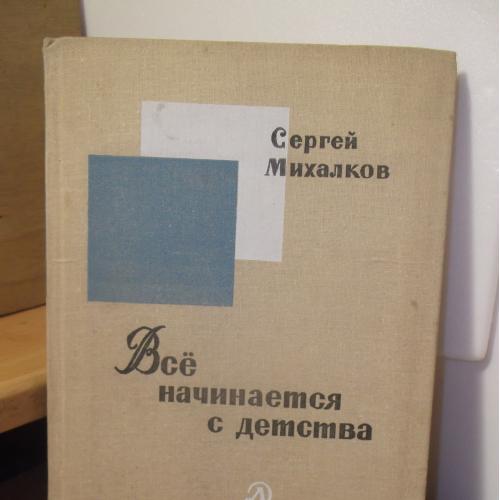 Сергей
Михалков
Всё
начинается
с детства